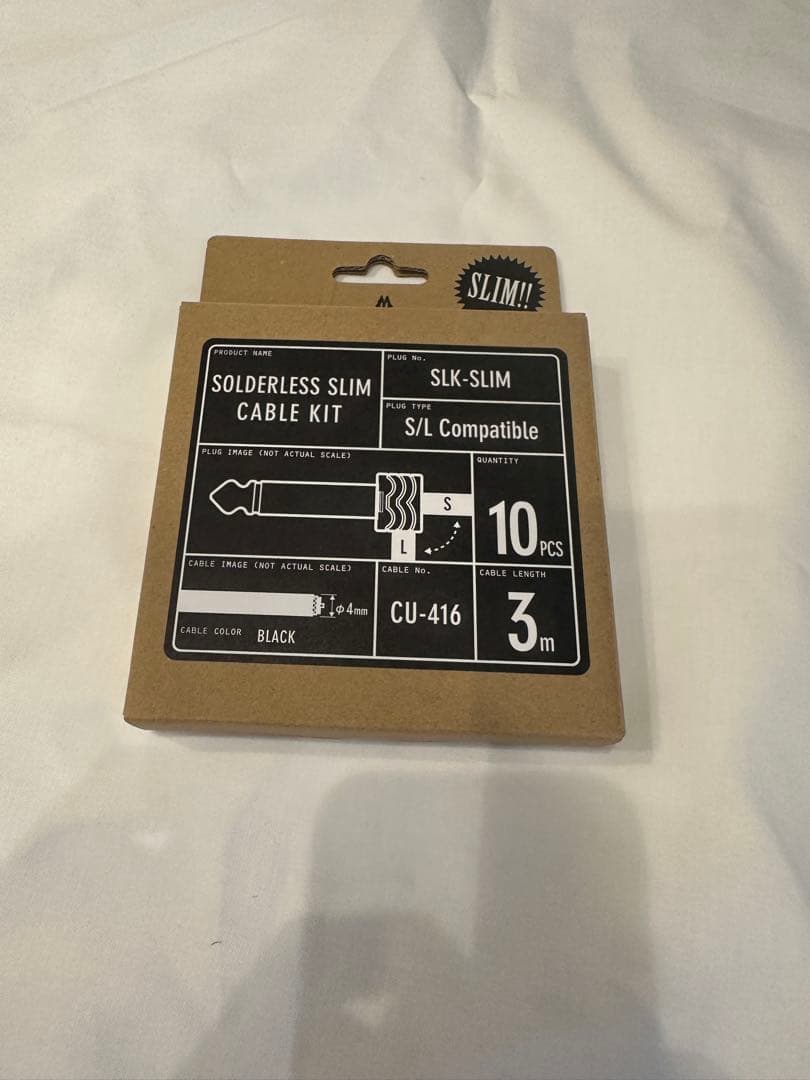 SLIM!!
PRODUCT NAME
SOLDERLESS SLIM
CABLE KIT
PLUG No.
SLK-SLIM
PLUG TYPE
S/L Compatible
PLUG IMAGE (NOT ACTUAL SCALE)
S
L
QUANTITY
10PCS
CABLE IMAGE (NOT ACTUAL SCALE)
φ4mm
CABLE COLOR BLACK
CABLE No.
CU-416
CABLE LENGTH
3m